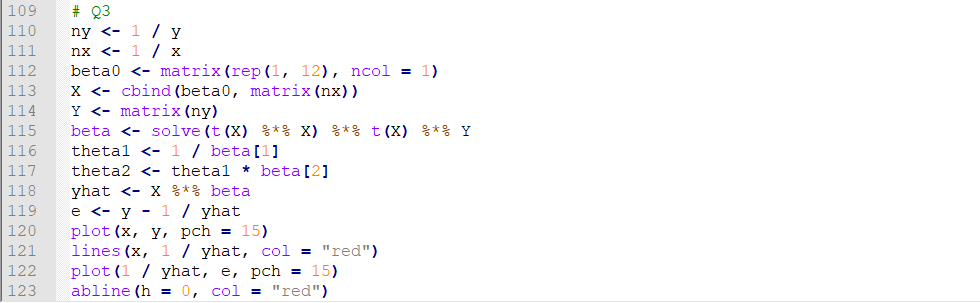 109 # Q3
110 ny <- 1 / y
111 nx <- 1 / x
112 beta0 <- matrix(rep(1, 12), ncol = 1)
113 X <- cbind(beta0, matrix(nx))
114 Y <- matrix(ny)
115 beta <- solve(t(X) %*% X) %*% t(X) %*% Y
116 theta1 <- 1 / beta[1]
117 theta2 <- theta1 * beta[2]
118 yhat <- X %*% beta
119 e <- y - 1 / yhat
120 plot(x, y, pch = 15)
121 lines(x, 1 / yhat, col = "red")
122 plot(1 / yhat, e, pch = 15)
123 abline(h = 0, col = "red")